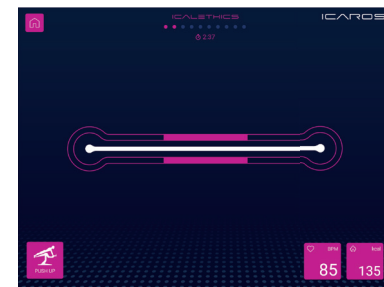 ICALETHICS
ICAROS
2:37
PUSH UP
BPM
85
kcal
135